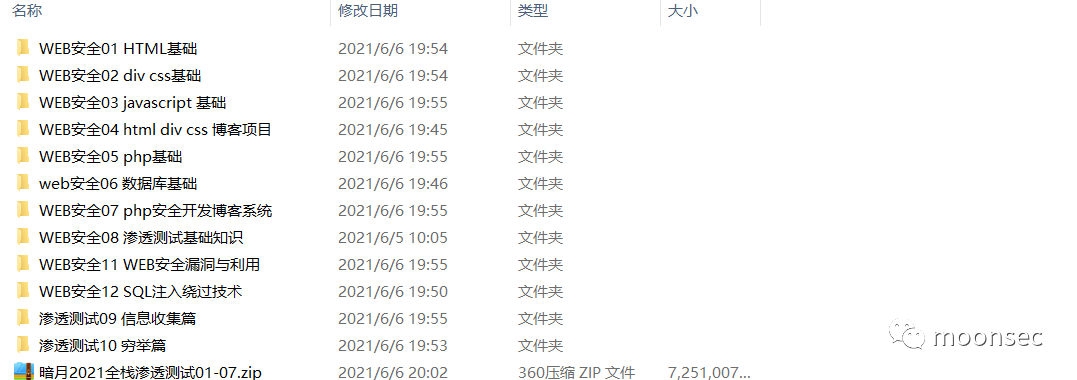 名称 修改日期 类型 大小
WEB安全01 HTML基础 2021/6/6 19:54 文件夹
WEB安全02 div css基础 2021/6/6 19:54 文件夹
WEB安全03 javascript 基础 2021/6/6 19:55 文件夹
WEB安全04 html div css 博客项目 2021/6/6 19:45 文件夹
WEB安全05 php基础 2021/6/6 19:55 文件夹
web安全06 数据库基础 2021/6/6 19:46 文件夹
WEB安全07 php安全开发博客系统 2021/6/6 19:55 文件夹
WEB安全08 渗透测试基础知识 2021/6/5 10:05 文件夹
WEB安全11 WEB安全漏洞与利用 2021/6/6 19:55 文件夹
WEB安全12 SQL注入绕过技术 2021/6/6 19:50 文件夹
渗透测试09 信息收集篇 2021/6/6 19:55 文件夹
渗透测试10 穷举篇 2021/6/6 19:53 文件夹
暗月2021全栈渗透测试01-07.zip 2021/6/6 20:02 360压缩 ZIP 文件 7,251,007...
moonsec